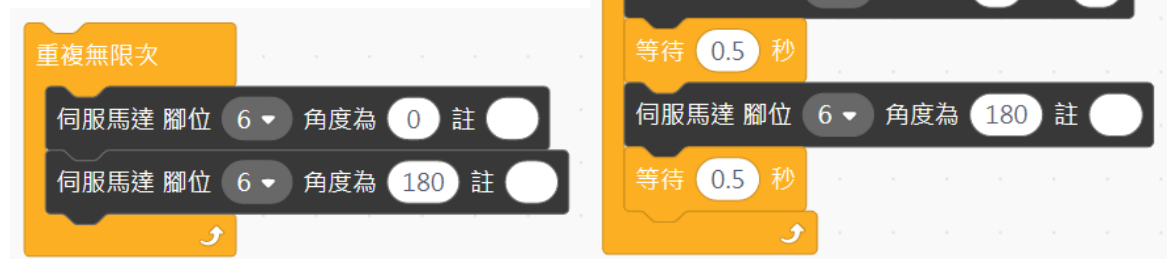 重複無限次
伺服馬達 腳位 6 角度為 0 註
伺服馬達 腳位 6 角度為 180 註
等待 0.5 秒
伺服馬達 腳位 6 角度為 180 註
等待 0.5 秒